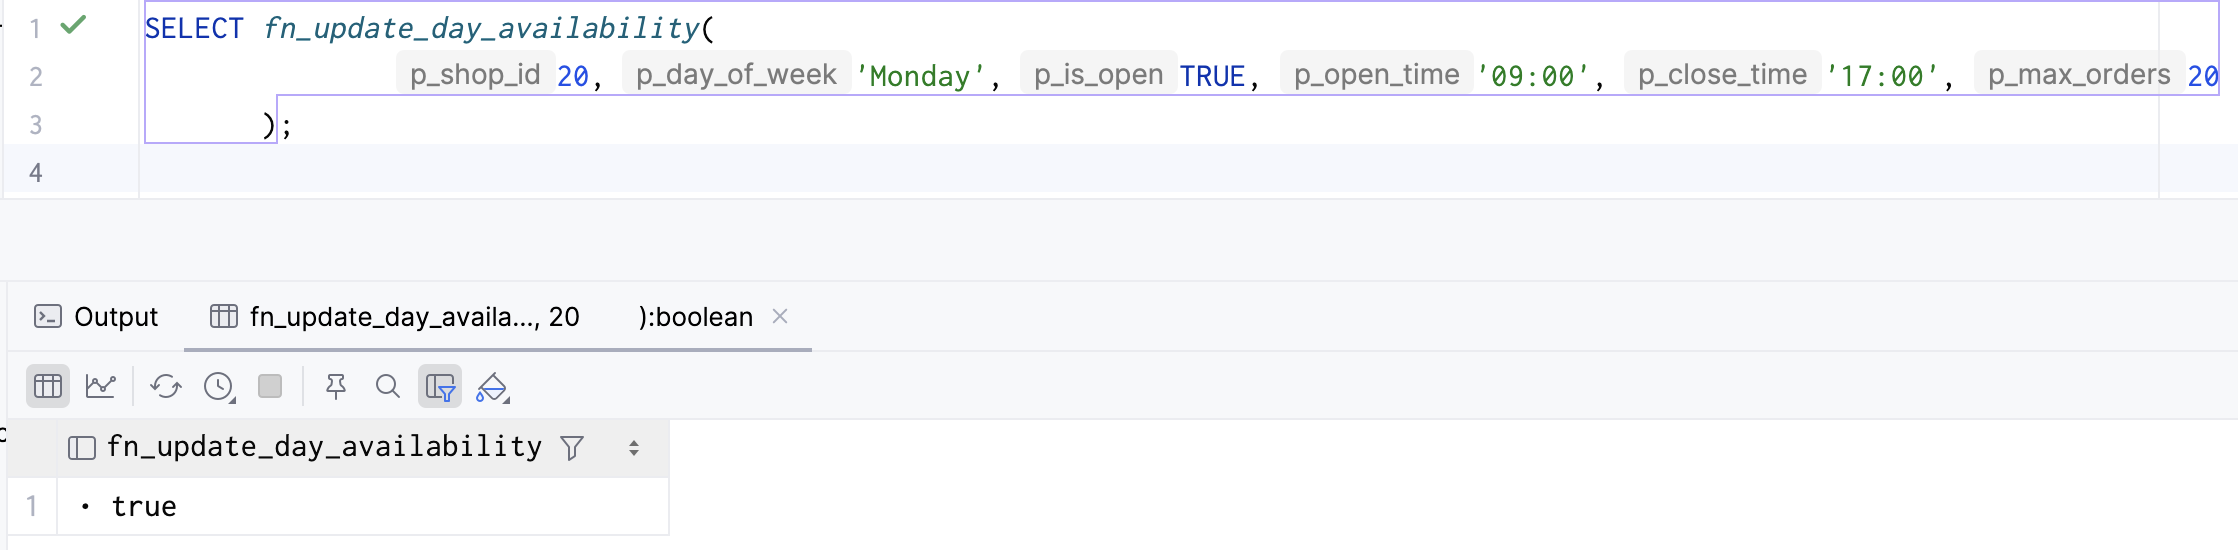 1 SELECT fn_update_day_availability(
2 p_shop_id 20, p_day_of_week 'Monday', p_is_open TRUE, p_open_time '09:00', p_close_time '17:00', p_max_orders 20
3 );
4
Output fn_update_day_availa..., 20 ):boolean
fn_update_day_availability
1 · true